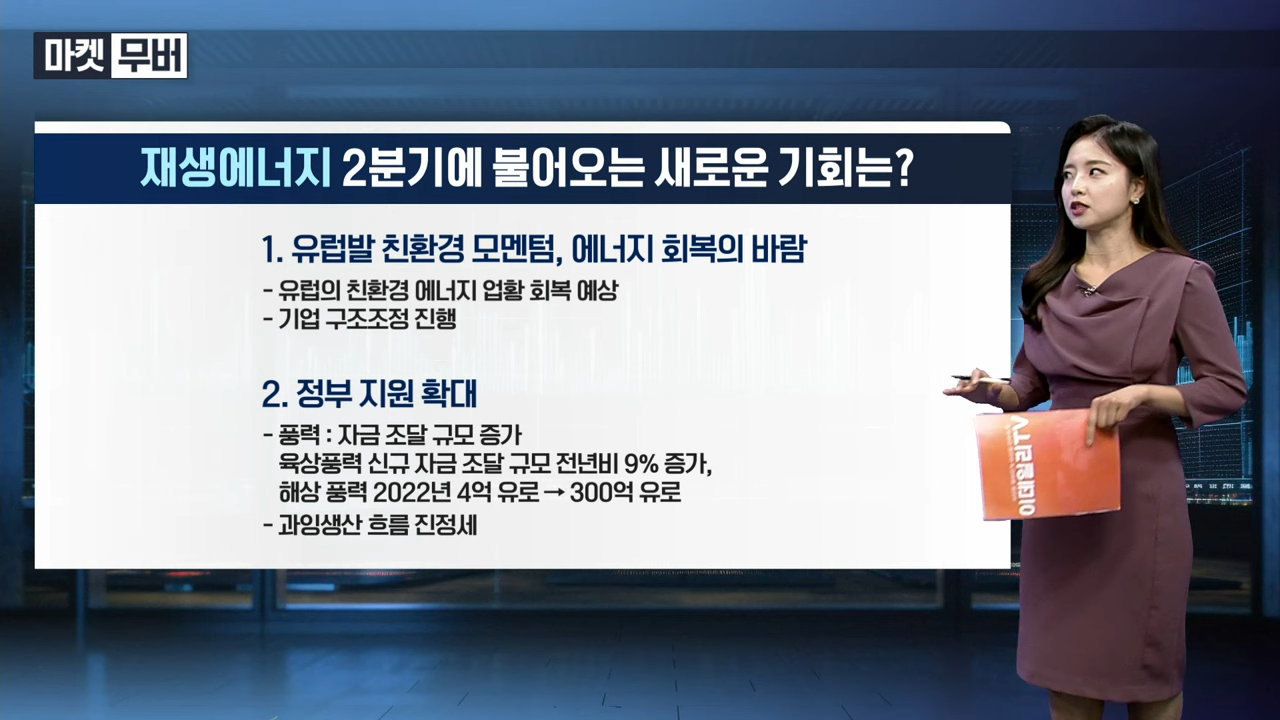 마켓 무버
재생에너지 2분기에 불어오는 새로운 기회는?
1. 유럽발 친환경 모멘텀, 에너지 회복의 바람
- 유럽의 친환경 에너지 업황 회복 예상
- 기업 구조조정 진행
2. 정부 지원 확대
- 풍력 : 자금 조달 규모 증가
육상풍력 신규 자금 조달 규모 전년비 9% 증가,
해상 풍력 2022년 4억 유로 → 300억 유로
- 과잉생산 흐름 진정세
이데일리TV